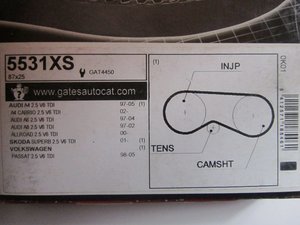 5531XS
87x25
GAT4450
www.gatesautocat.com
AUDI A4 2.5 V6 TDI 97-05 (1)
A4 CABRIO 2.5 V6 TDI 02-
AUDI A6 2.5 V6 TDI 97-04 (1)
AUDI A8 2.5 V6 TDI 97-02 (1)
ALLROAD 2.5 V6 TDI 00-
SKODA SUPERB 2.5 V6 TDI 01- (1)
VOLKSWAGEN
PASSAT 2.5 V6 TDI 98-05
(1)
INJP
TENS
CAMSHT
0K01